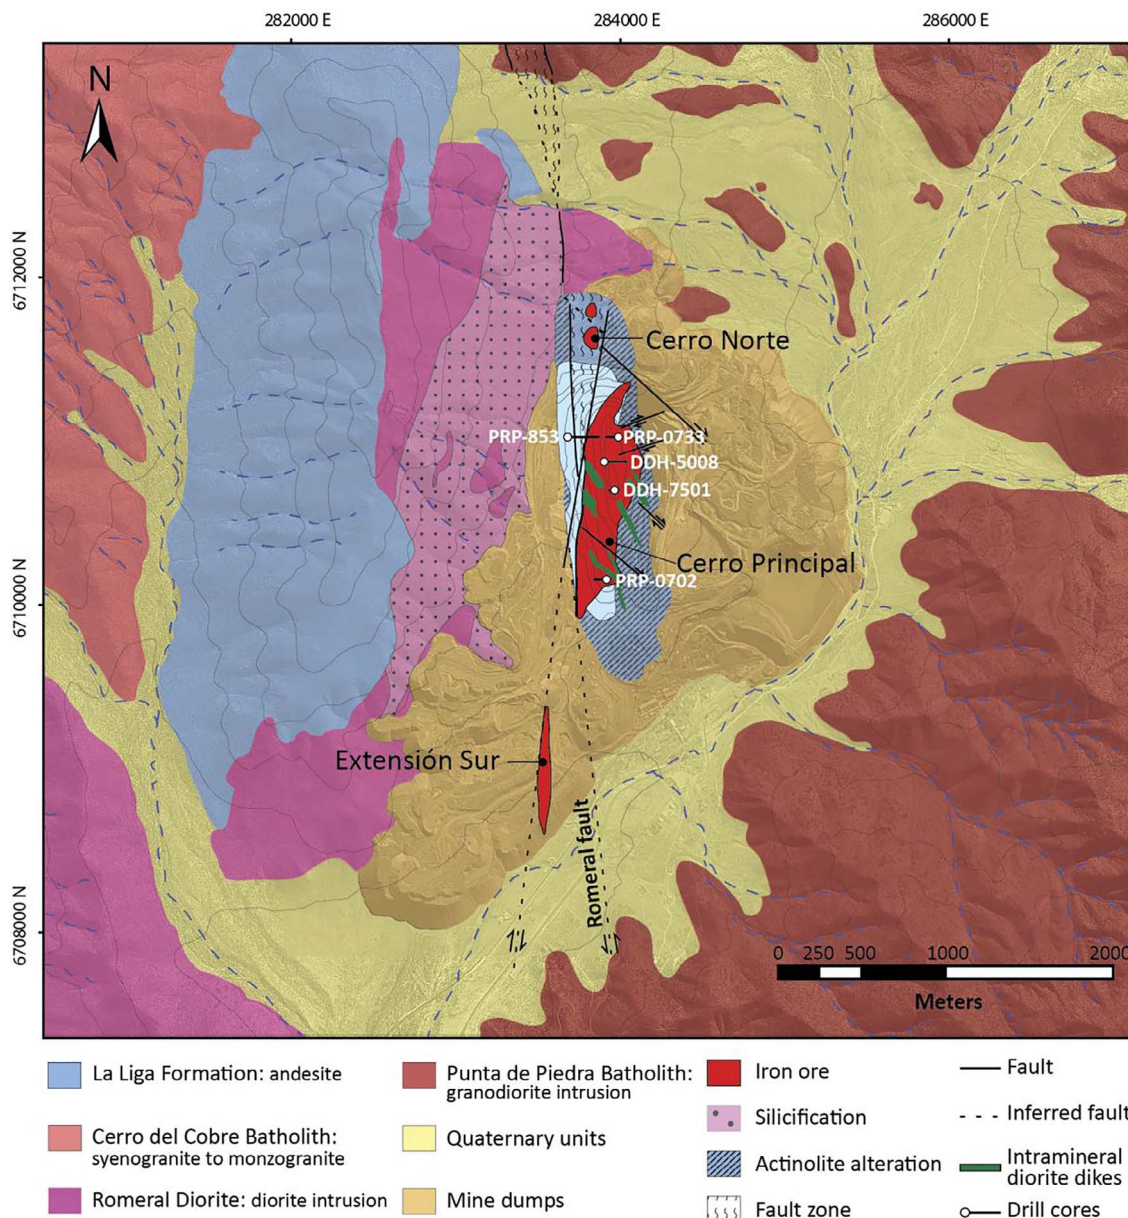 282000 E
284000 E
286000 E
N
6712000 N
Cerro Norte
PRP-853
PRP-0733
DDH-5008
DDH-7501
Cerro Principal
PRP-0702
6710000 N
Extensión Sur
Romeral fault
6708000 N
0 250 500 1000 2000
Meters
La Liga Formation: andesite
Cerro del Cobre Batholith:
syenogranite to monzogranite
Romeral Diorite: diorite intrusion
Punta de Piedra Batholith:
granodiorite intrusion
Quaternary units
Mine dumps
Iron ore
Silicification
Actinolite alteration
Fault zone
Fault
Inferred fault
Intramineral
diorite dikes
Drill cores